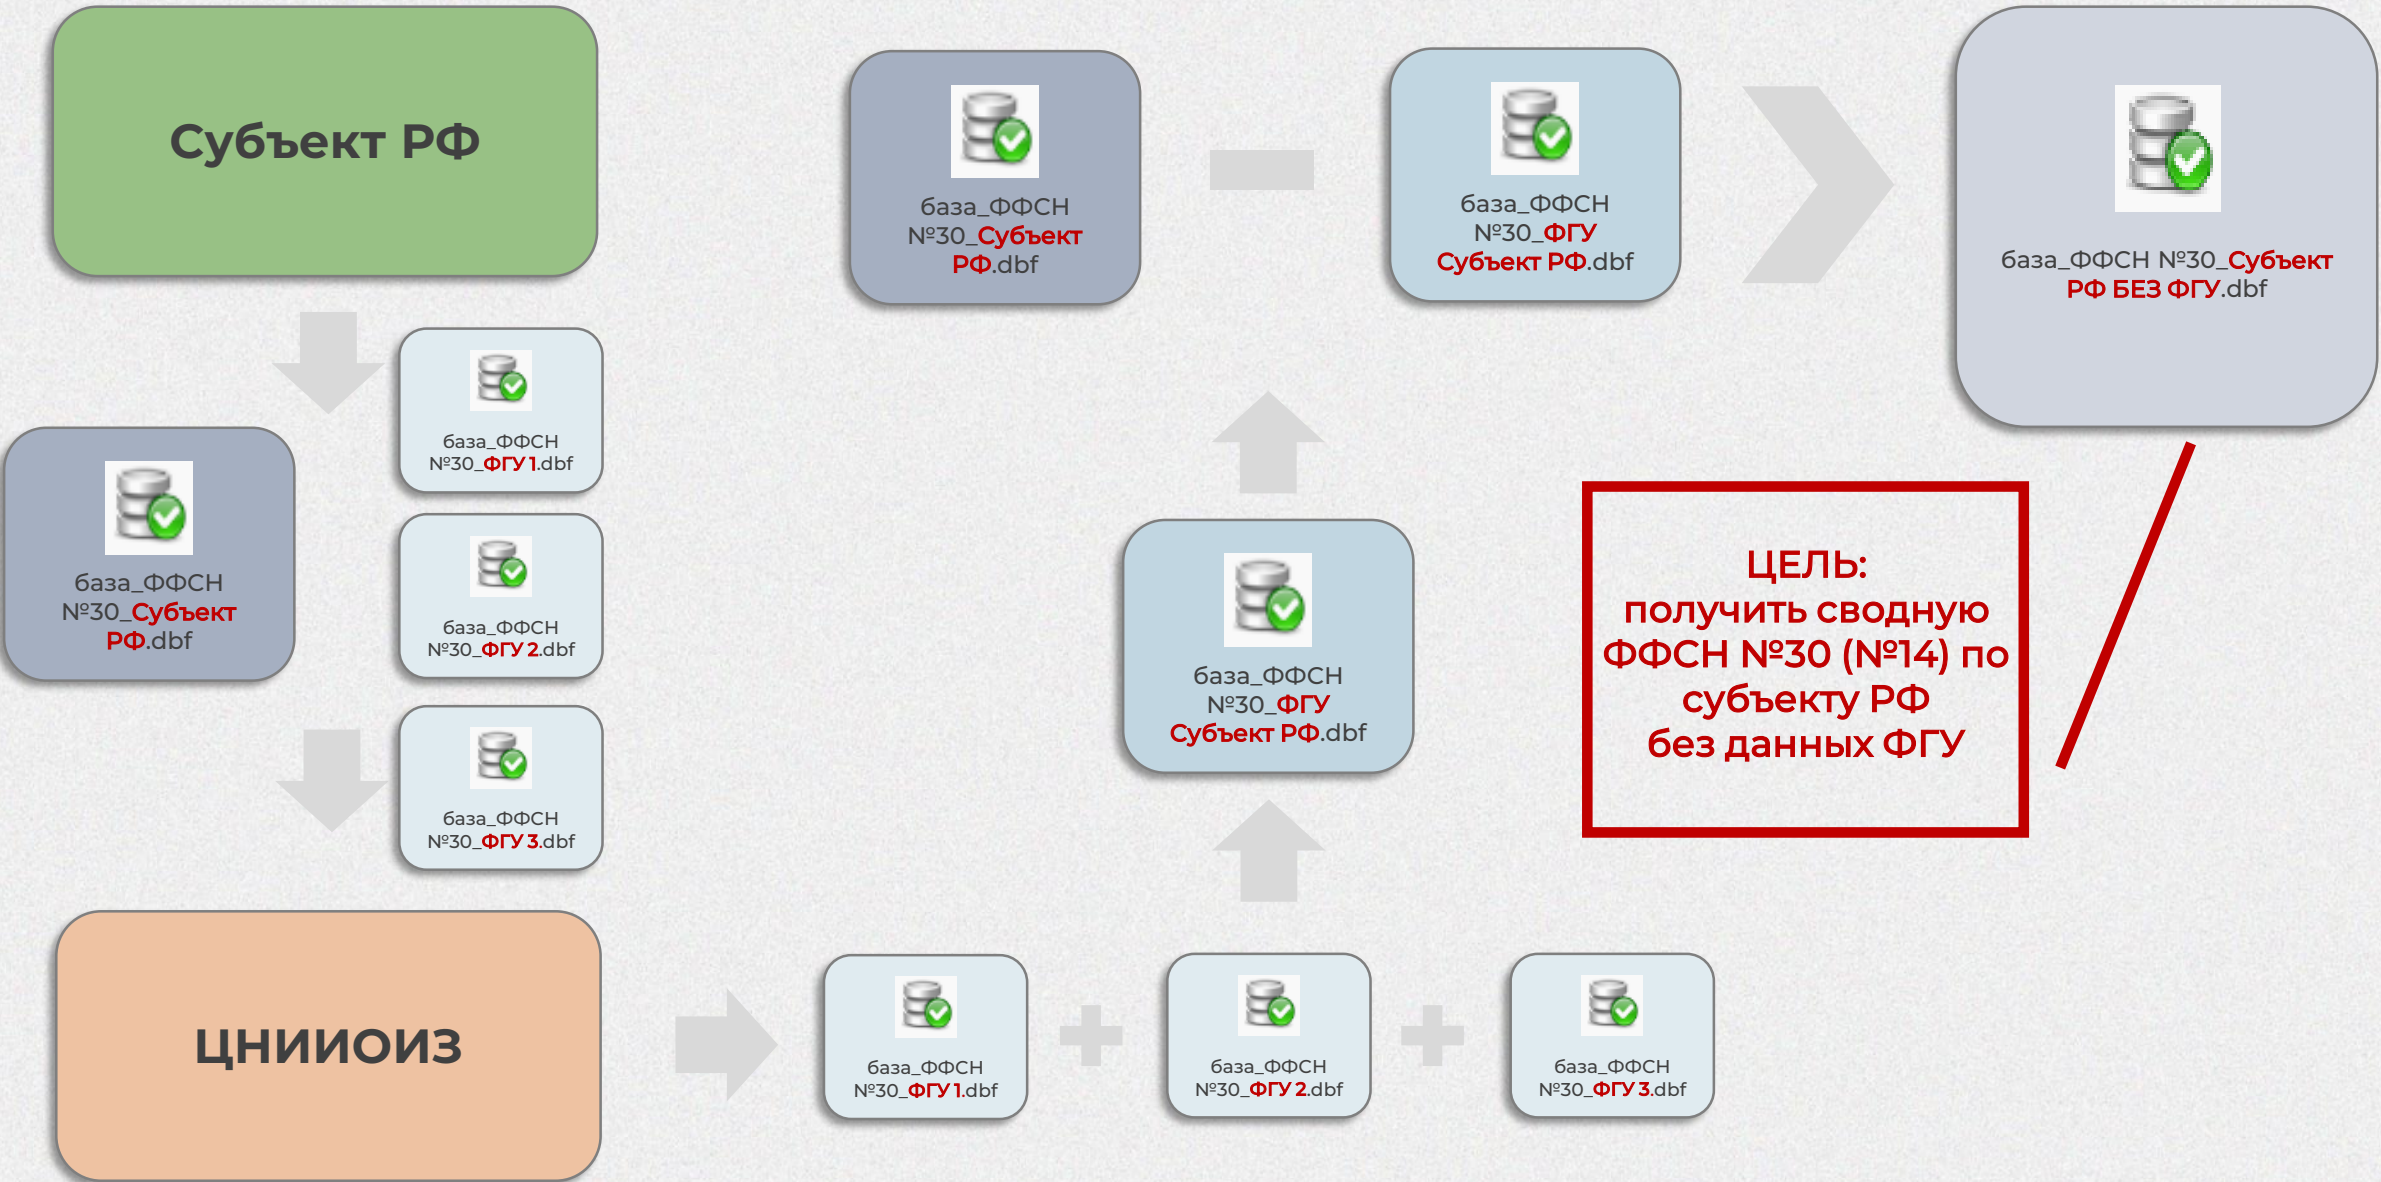 Субъект РФ
база_ФФСН
№30_Субъект
РФ.dbf
база_ФФСН
№30_ФГУ 1.dbf
база_ФФСН
№30_ФГУ 2.dbf
база_ФФСН
№30_ФГУ 3.dbf
ЦНИИОИЗ
база_ФФСН
№30_ФГУ 1.dbf
база_ФФСН
№30_ФГУ 2.dbf
база_ФФСН
№30_ФГУ 3.dbf
база_ФФСН
№30_ФГУ
Субъект РФ.dbf
база_ФФСН
№30_Субъект
РФ.dbf
база_ФФСН
№30_ФГУ
Субъект РФ.dbf
база_ФФСН №30_Субъект
РФ БЕЗ ФГУ.dbf
ЦЕЛЬ:
получить сводную
ФФСН №30 (№14) по
субъекту РФ
без данных ФГУ